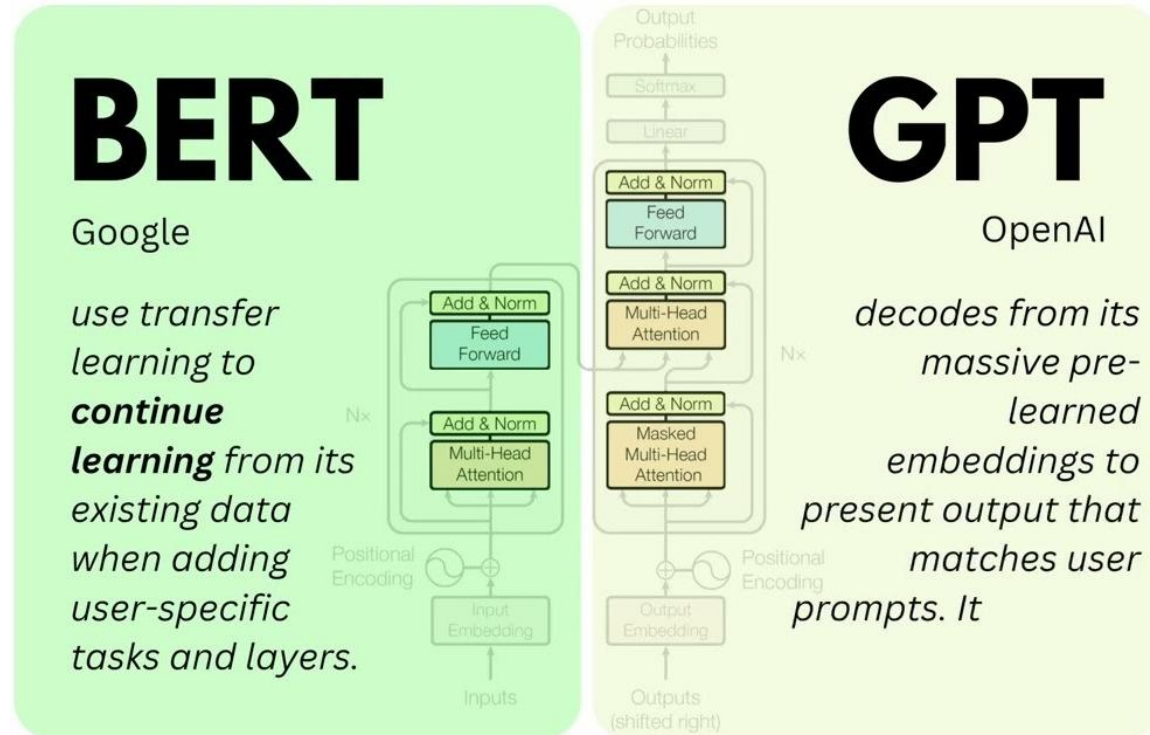 BERT
Google
use transfer
learning to
continue
learning from its
existing data
when adding
user-specific
tasks and layers.
Add & Norm
Feed
Forward
Nx
Add & Norm
Multi-Head
Attention
Positional
Encoding
Input
Embedding
Inputs
Output
Probabilities
Softmax
Linear
Add & Norm
Feed
Forward
Add & Norm
Multi-Head
Attention
Nx
Add & Norm
Masked
Multi-Head
Attention
Positional
Encoding
Output
Embedding
Outputs
(shifted right)
GPT
OpenAI
decodes from its
massive pre-
learned
embeddings to
present output that
matches user
prompts. It